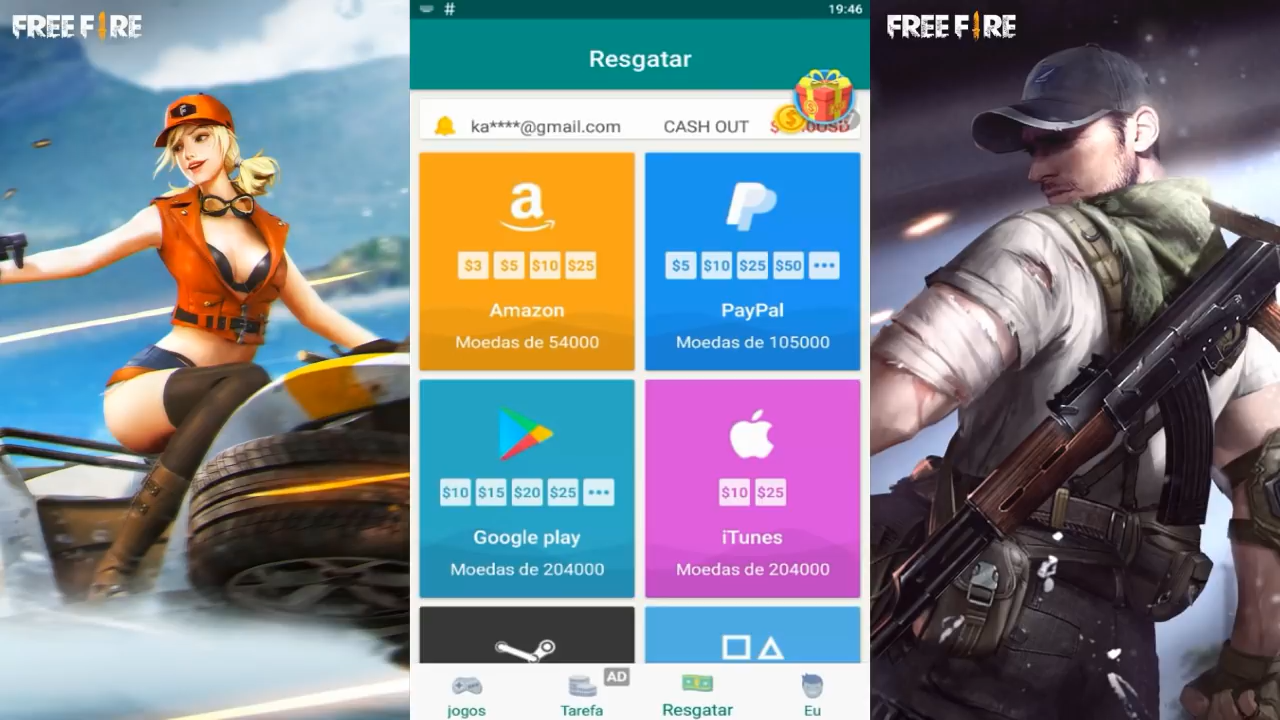 FREE FIRE
# 19:46
Resgatar
ka****@gmail.com CASH OUT
a
$3 $5 $10 $25
Amazon
Moedas de 54000
$5 $10 $25 $50 •••
PayPal
Moedas de 105000
$10 $15 $20 $25 •••
Google play
Moedas de 204000
$10 $25
iTunes
Moedas de 204000
AD
jogos Tarefa Resgatar Eu
FREE FIRE